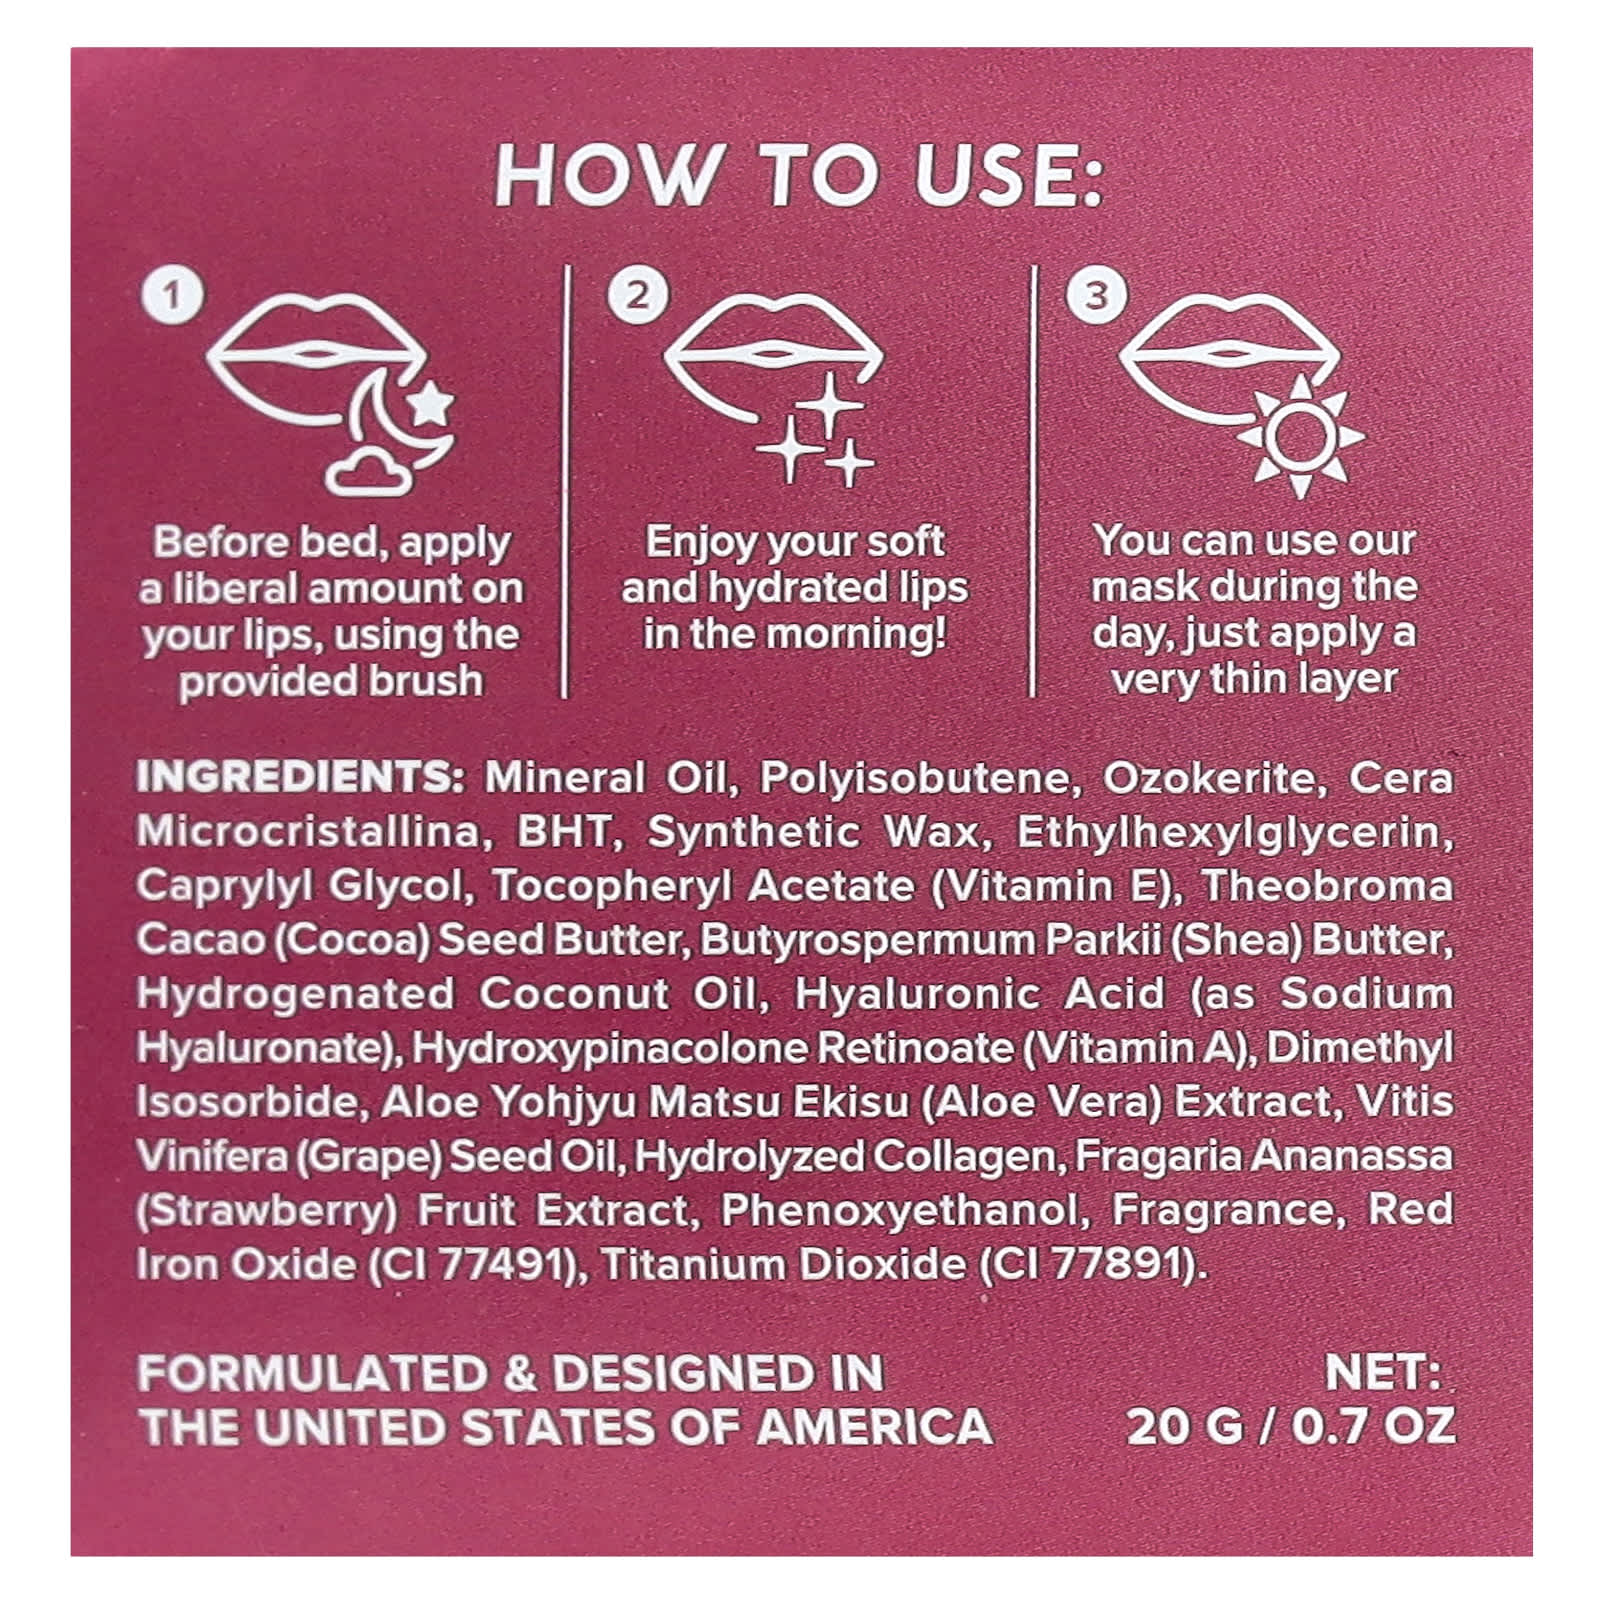 HOW TO USE:
1
Before bed, apply
a liberal amount on
your lips, using the
provided brush
2
Enjoy your soft
and hydrated lips
in the morning!
3
You can use our
mask during the
day, just apply a
very thin layer
INGREDIENTS: Mineral Oil, Polyisobutene, Ozokerite, Cera
Microcristallina, BHT, Synthetic Wax, Ethylhexylglycerin,
Caprylyl Glycol, Tocopheryl Acetate (Vitamin E), Theobroma
Cacao (Cocoa) Seed Butter, Butyrospermum Parkii (Shea) Butter,
Hydrogenated Coconut Oil, Hyaluronic Acid (as Sodium
Hyaluronate), Hydroxypinacolone Retinoate (Vitamin A), Dimethyl
Isosorbide, Aloe Yohjyu Matsu Ekisu (Aloe Vera) Extract, Vitis
Vinifera (Grape) Seed Oil, Hydrolyzed Collagen, Fragaria Ananassa
(Strawberry) Fruit Extract, Phenoxyethanol, Fragrance, Red
Iron Oxide (CI 77491), Titanium Dioxide (CI 77891).
FORMULATED & DESIGNED IN
THE UNITED STATES OF AMERICA
NET:
20 G / 0.7 OZ